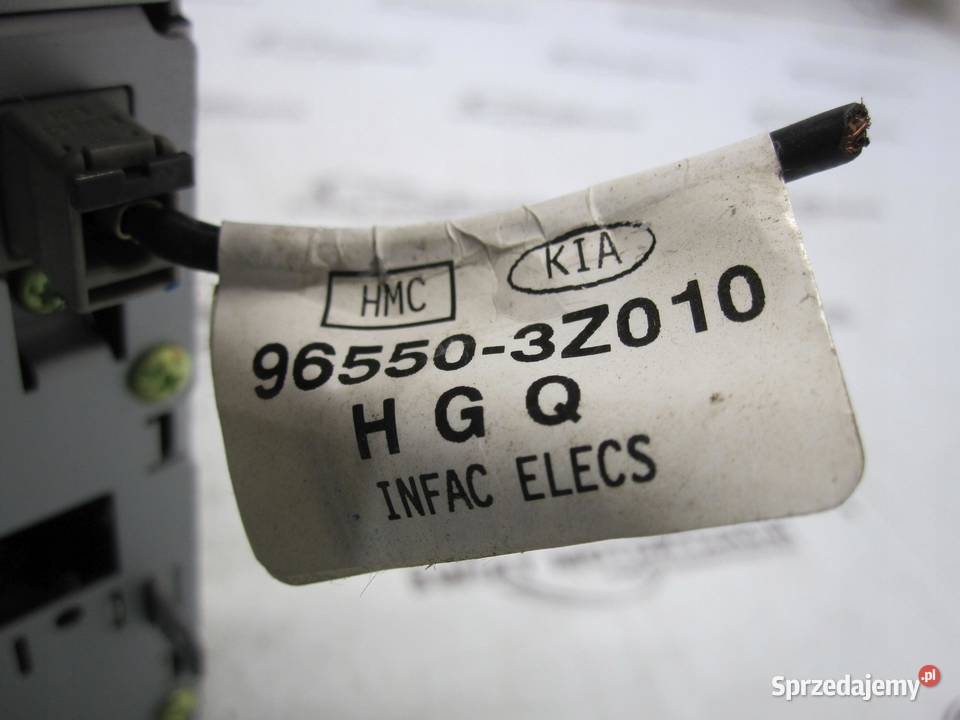 HMC KIA
96550-3Z010
H G Q
INFAC ELECS
Sprzedajemy.pl